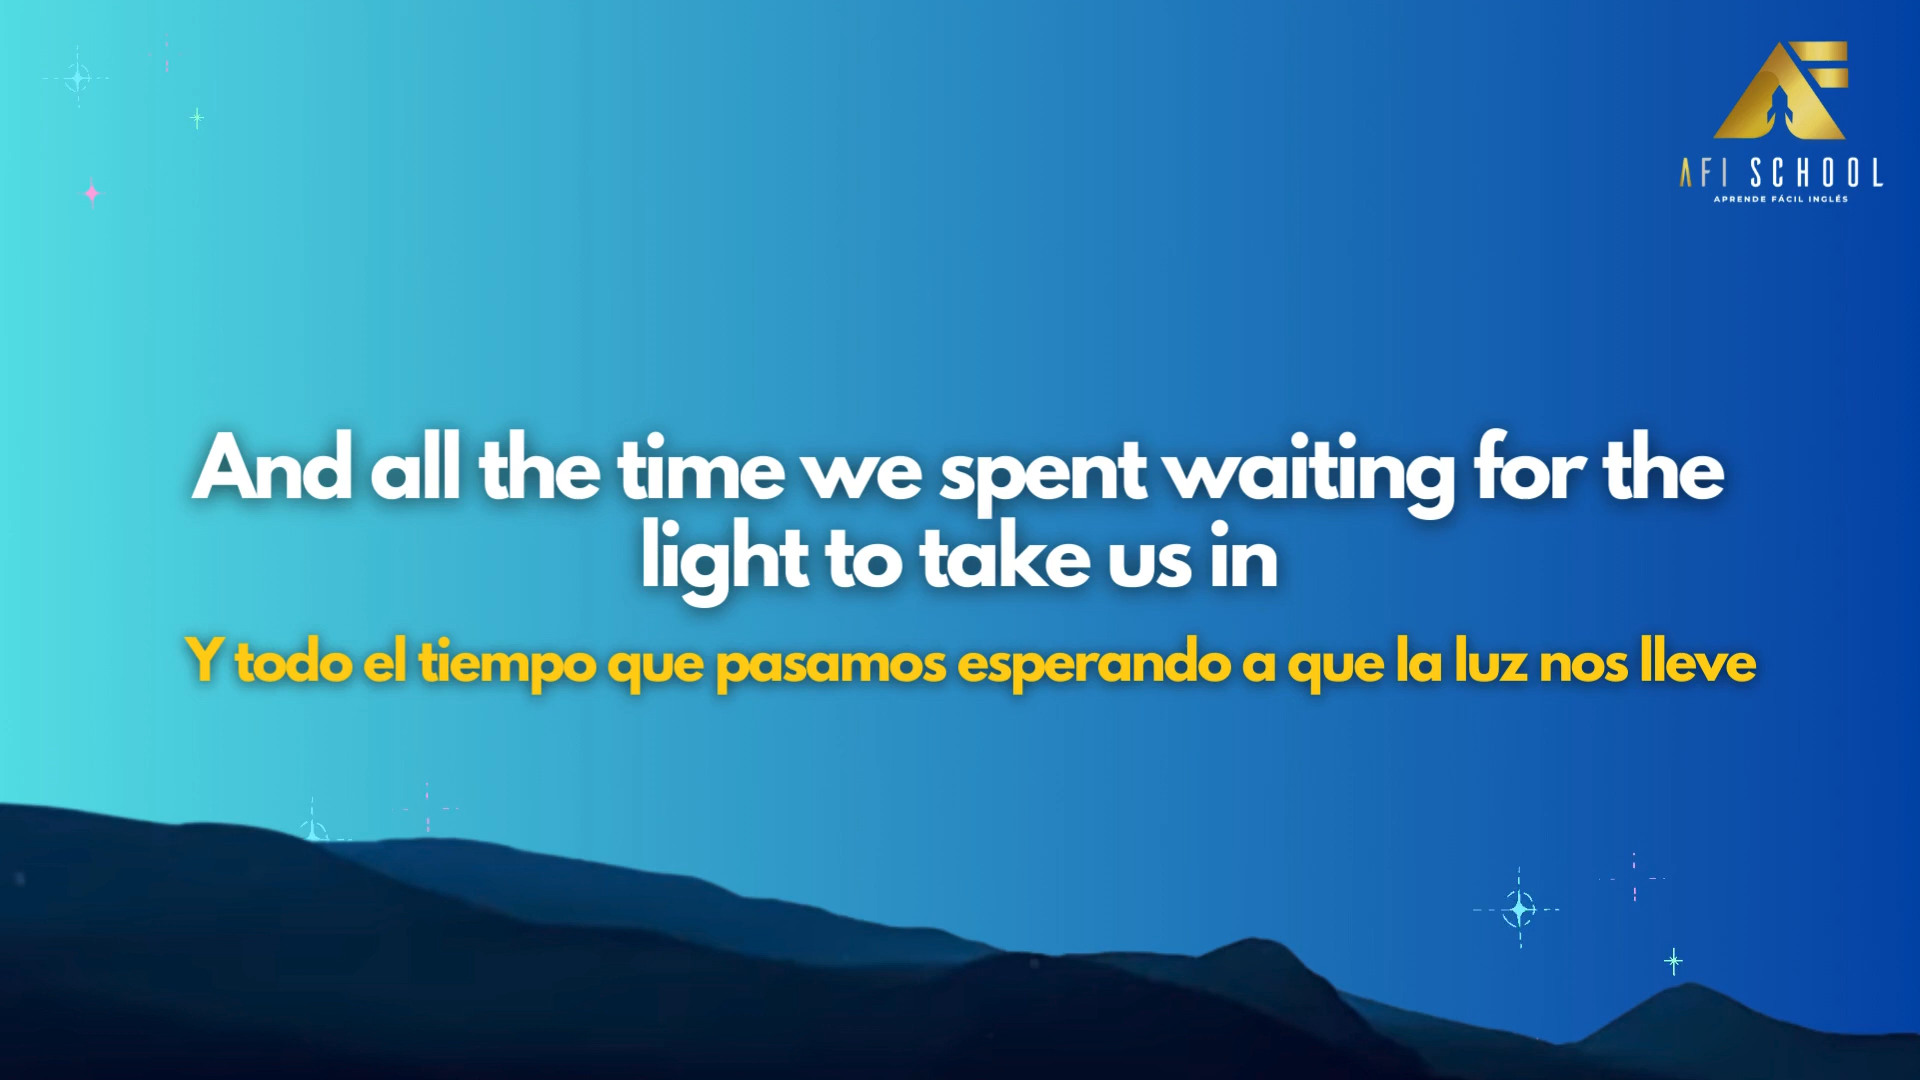 AFI SCHOOL
APRENDE FÁCIL INGLÉS
And all the time we spent waiting for the
light to take us in
Y todo el tiempo que pasamos esperando a que la luz nos lleve